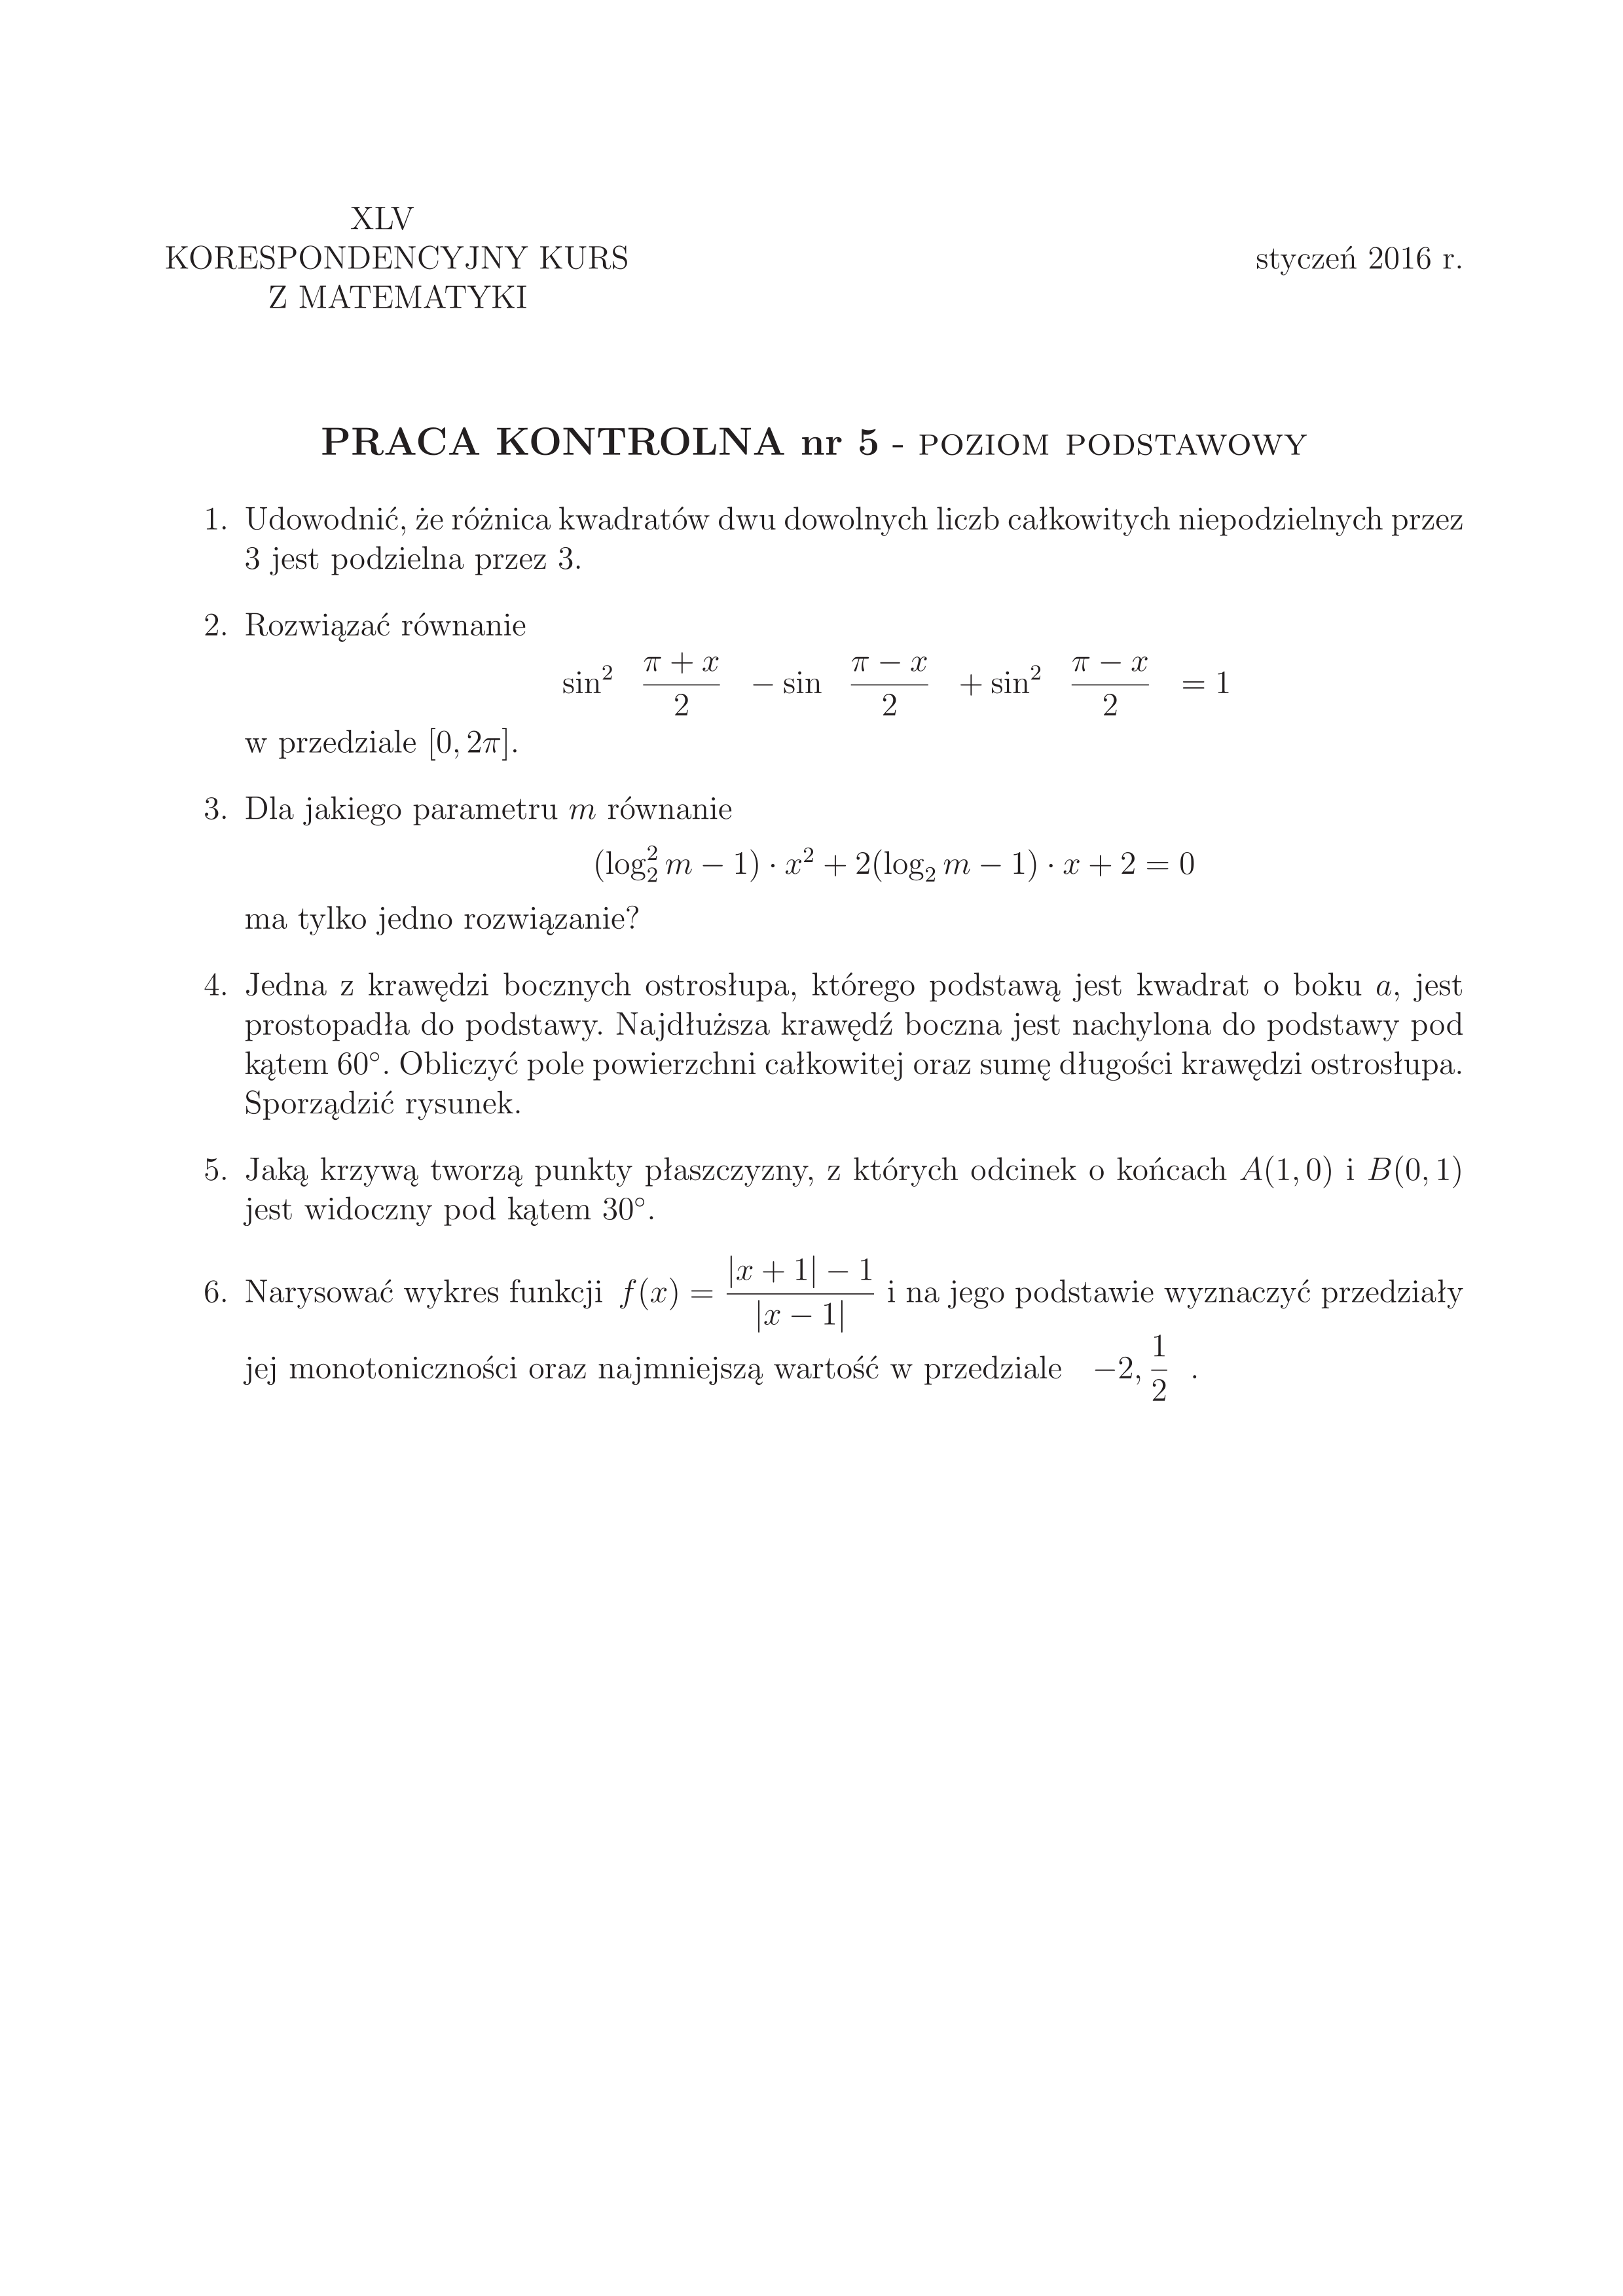 XLV
KORESPONDENCYJNY KURS
Z MATEMATYKI
styczeń 2016 r.
PRACA KONTROLNA nr 5 - POZIOM PODSTAWOWY
1. Udowodnić, że różnica kwadratów dwu dowolnych liczb całkowitych niepodzielnych przez
3 jest podzielna przez 3.
2. Rozwiązać równanie
$\sin^2 \frac{\pi + x}{2} - \sin \frac{\pi - x}{2} + \sin^2 \frac{\pi - x}{2} = 1$
w przedziale [0, 2π].
3. Dla jakiego parametru m równanie
$(\log_2^2 m - 1) \cdot x^2 + 2(\log_2 m - 1) \cdot x + 2 = 0$
ma tylko jedno rozwiązanie?
4. Jedna z krawędzi bocznych ostrosłupa, którego podstawą jest kwadrat o boku a, jest
prostopadła do podstawy. Najdłuższa krawędź boczna jest nachylona do podstawy pod
kątem 60°. Obliczyć pole powierzchni całkowitej oraz sumę długości krawędzi ostrosłupa.
Sporządzić rysunek.
5. Jaką krzywą tworzą punkty płaszczyzny, z których odcinek o końcach A(1, 0) i B(0, 1)
jest widoczny pod kątem 30°.
6. Narysować wykres funkcji $f(x) = \frac{|x + 1| - 1}{|x - 1|}$ i na jego podstawie wyznaczyć przedziały
jej monotoniczności oraz najmniejszą wartość w przedziale $-2, \frac{1}{2}$ .